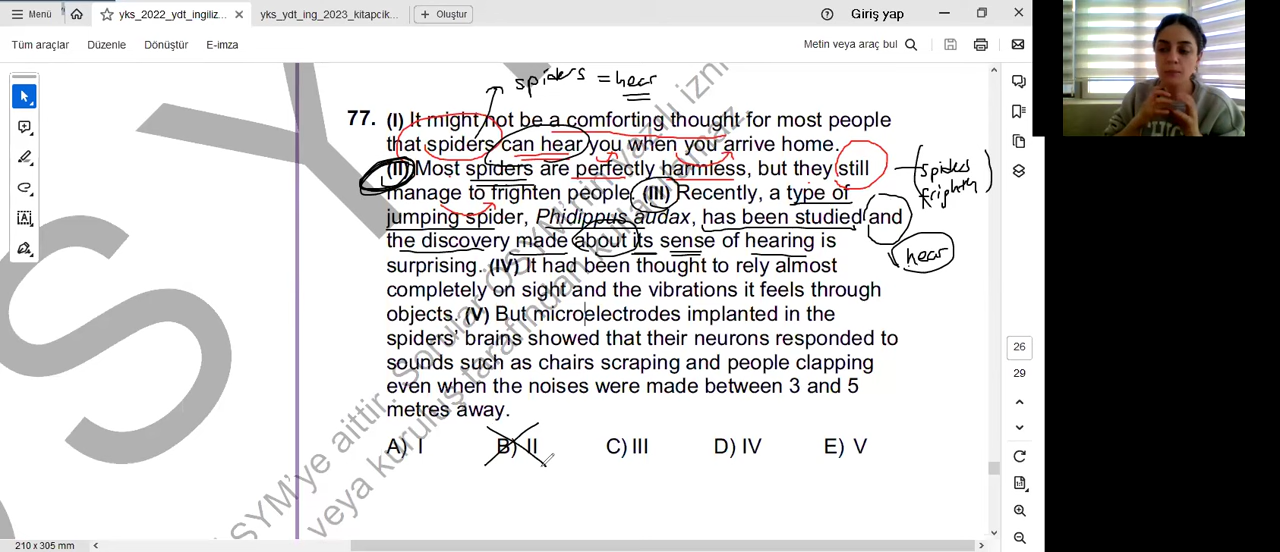 Menü
yks_2022_ydt_ingiliz...
yks_ydt_ing_2023_kitapcik...
+ Oluştur
Giriş yap
Tüm araçlar
Düzenle
Dönüştür
E-imza
Metin veya araç bul
spiders = hear
77. (I) It might not be a comforting thought for most people
that spiders can hear you when you arrive home.
(II) Most spiders are perfectly harmless, but they still
manage to frighten people. (III) Recently, a type of
jumping spider, Phidippus audax, has been studied and
the discovery made about its sense of hearing is
surprising. (IV) It had been thought to rely almost
completely on sight and the vibrations it feels through
objects. (V) But microelectrodes implanted in the
spiders' brains showed that their neurons responded to
sounds such as chairs scraping and people clapping
even when the noises were made between 3 and 5
metres away.
A) I
B) II
C) III
D) IV
E) V
spiders
hear
26
29
210 x 305 mm